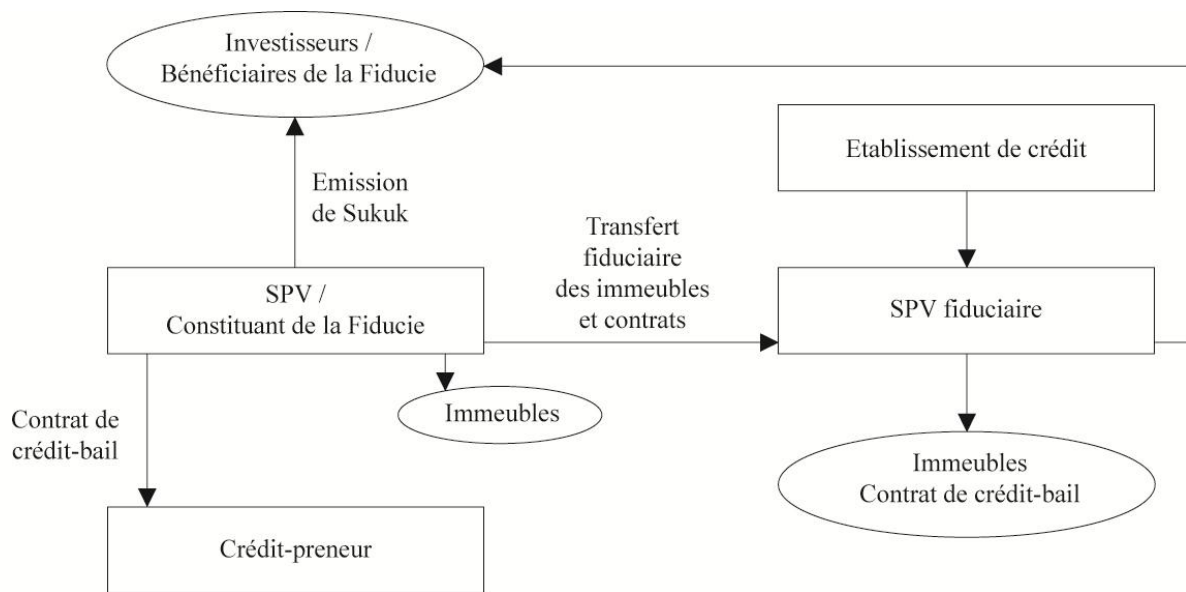 Investisseurs /
Bénéficiaires de la Fiducie
Etablissement de crédit
Emission
de Sukuk
Transfert
fiduciaire
des immeubles
et contrats
SPV /
Constituant de la Fiducie
SPV fiduciaire
Contrat de
crédit-bail
Immeubles
Immeubles
Contrat de crédit-bail
Crédit-preneur